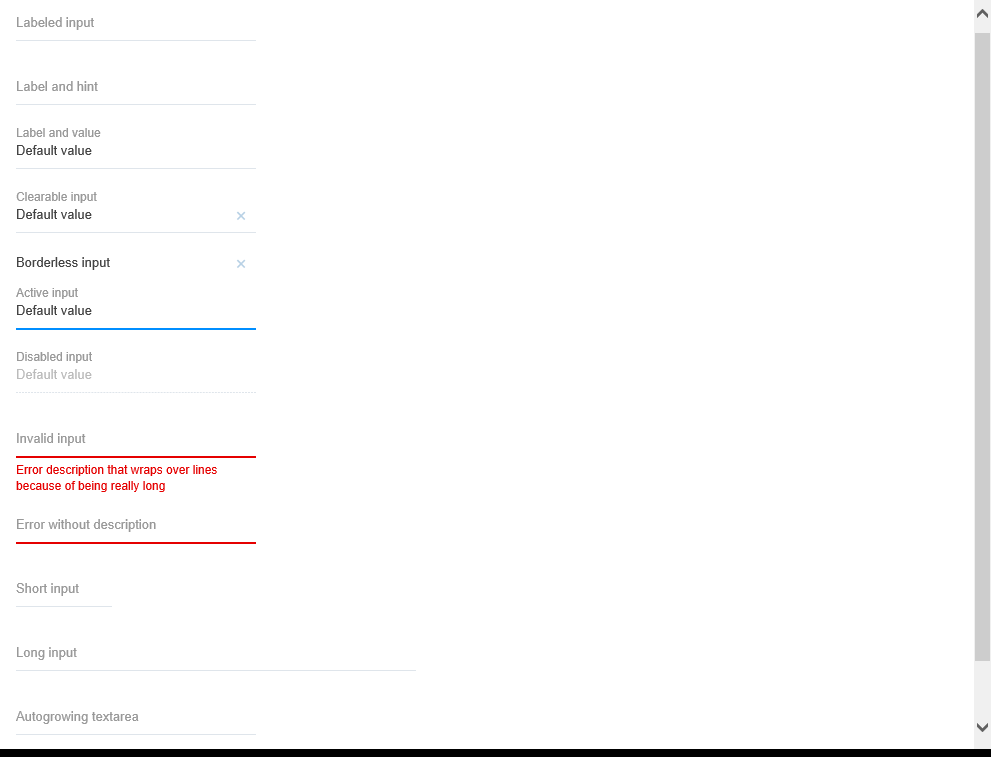 Labeled input
Label and hint
Label and value
Default value
Clearable input
Default value
Borderless input
Active input
Default value
Disabled input
Default value
Invalid input
Error description that wraps over lines
because of being really long
Error without description
Short input
Long input
Autogrowing textarea